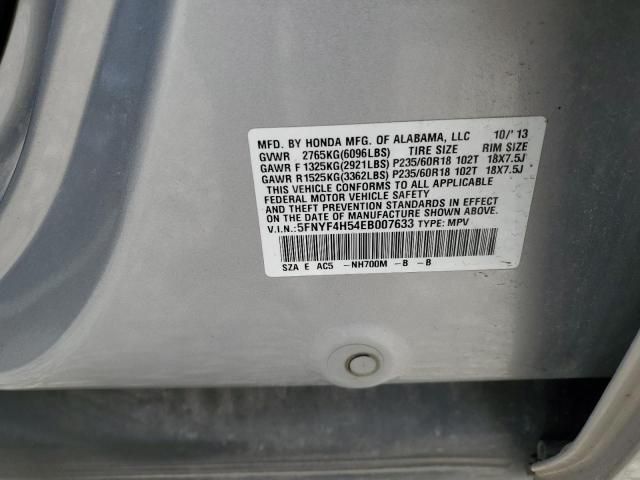 MFD. BY HONDA MFG. OF ALABAMA, LLC 10/'13
GVWR 2765KG(6096LBS) TIRE SIZE RIM SIZE
GAWR F 1325KG(2921LBS) P235/60R18 102T 18X7.5J
GAWR R1525KG(3362LBS) P235/60R18 102T 18X7.5J
THIS VEHICLE CONFORMS TO ALL APPLICABLE
FEDERAL MOTOR VEHICLE SAFETY
AND THEFT PREVENTION STANDARDS IN EFFECT
ON THE DATE OF MANUFACTURE SHOWN ABOVE.
V.I.N.: 5FNYF4H54EB007633 TYPE: MPV
SZA E AC5 -NH700M -B -B